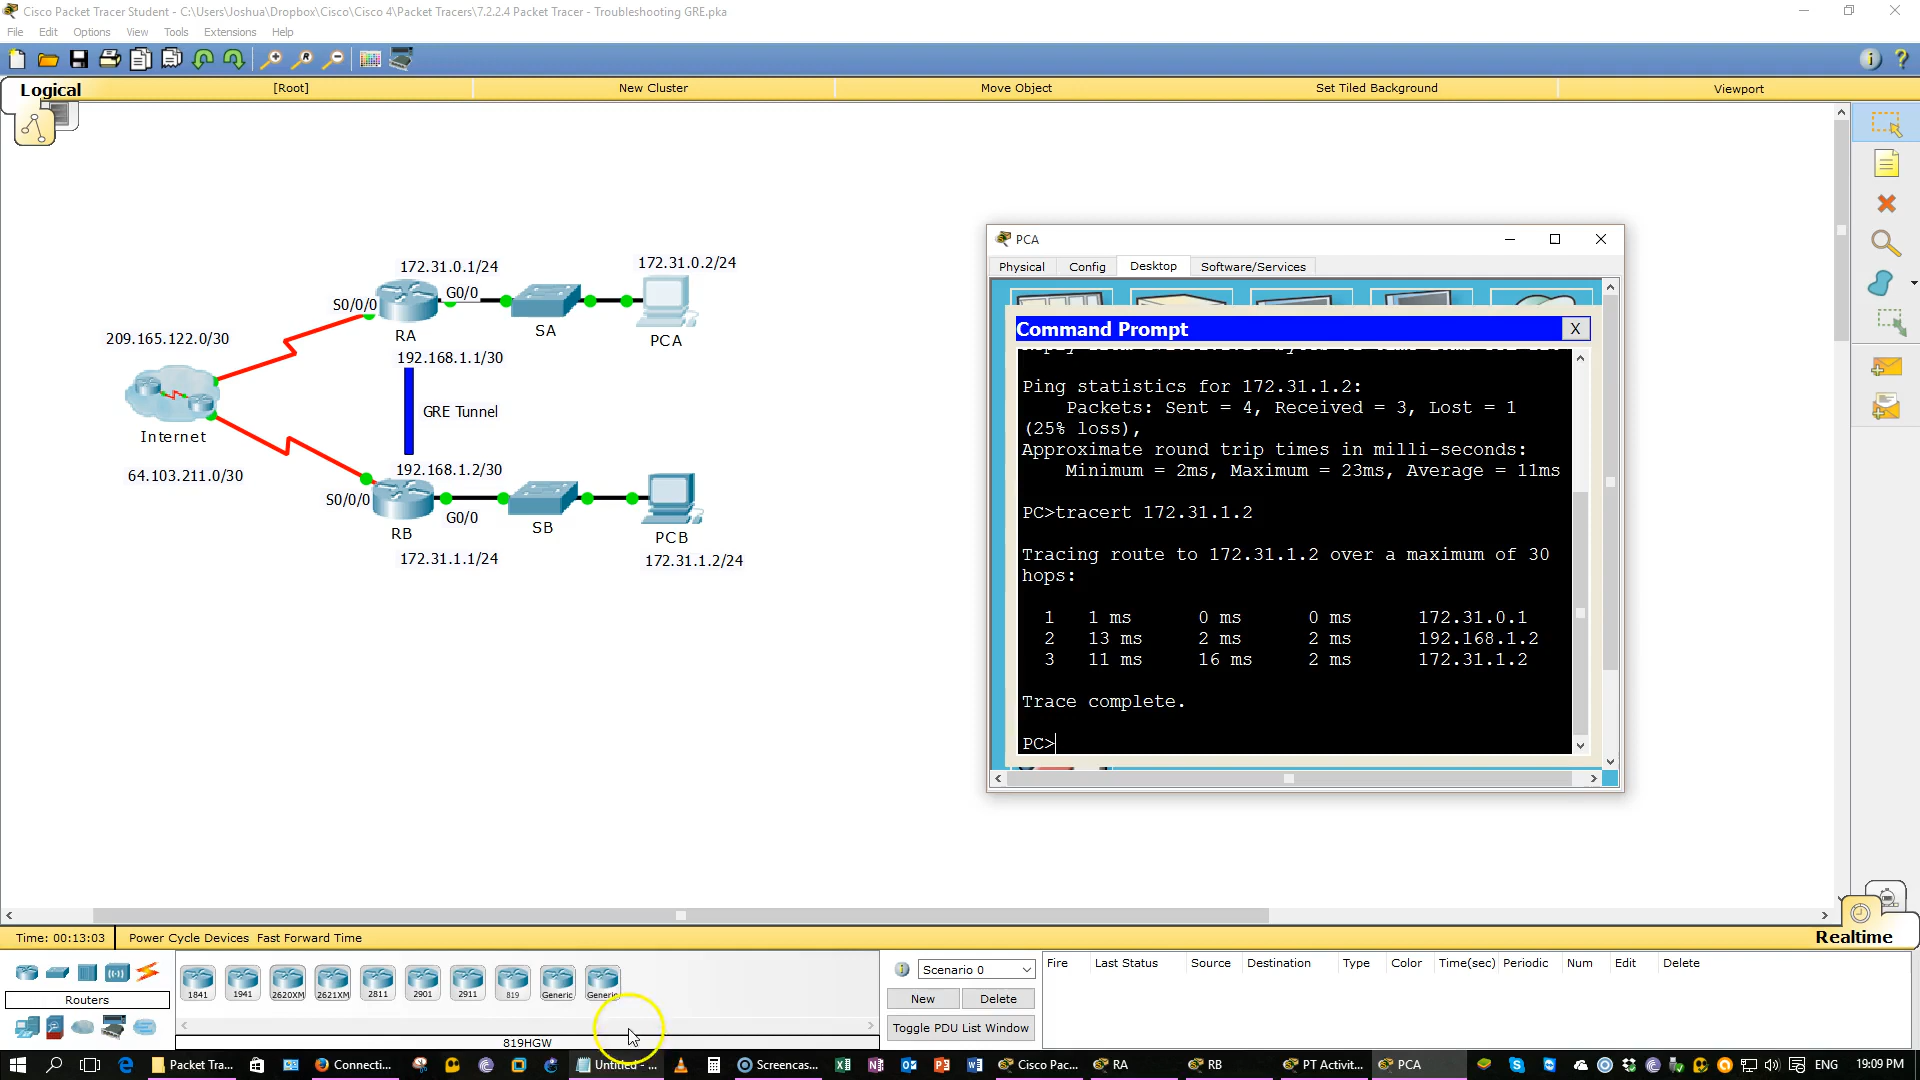 Cisco Packet Tracer Student - C:\Users\Joshua\Dropbox\Cisco\Cisco 4\Packet Tracers\7.2.2.4 Packet Tracer - Troubleshooting GRE.pka
File Edit Options View Tools Extensions Help
Logical [Root] New Cluster Move Object Set Tiled Background Viewport
172.31.0.1/24
172.31.0.2/24
S0/0/0
G0/0
RA
SA
PCA
209.165.122.0/30
192.168.1.1/30
GRE Tunnel
Internet
192.168.1.2/30
64.103.211.0/30
S0/0/0
G0/0
RB
SB
PCB
172.31.1.1/24
172.31.1.2/24
PCA
Physical Config Desktop Software/Services
Command Prompt X
Ping statistics for 172.31.1.2:
Packets: Sent = 4, Received = 3, Lost = 1
(25% loss),
Approximate round trip times in milli-seconds:
Minimum = 2ms, Maximum = 23ms, Average = 11ms
PC>tracert 172.31.1.2
Tracing route to 172.31.1.2 over a maximum of 30
hops:
1 1 ms 0 ms 0 ms 172.31.0.1
2 13 ms 2 ms 2 ms 192.168.1.2
3 11 ms 16 ms 2 ms 172.31.1.2
Trace complete.
PC>
Time: 00:13:03 Power Cycle Devices Fast Forward Time
Realtime
Routers
1841 1941 2620XM 2621XM 2811 2901 2911 819 Generic Generic
819HGW
Scenario 0
New Delete
Toggle PDU List Window
Fire Last Status Source Destination Type Color Time(sec) Periodic Num Edit Delete
Packet Tra... Connecti... Untitled - ... Screencas... Cisco Pac... RA RB PT Activit... PCA ENG 19:09 PM